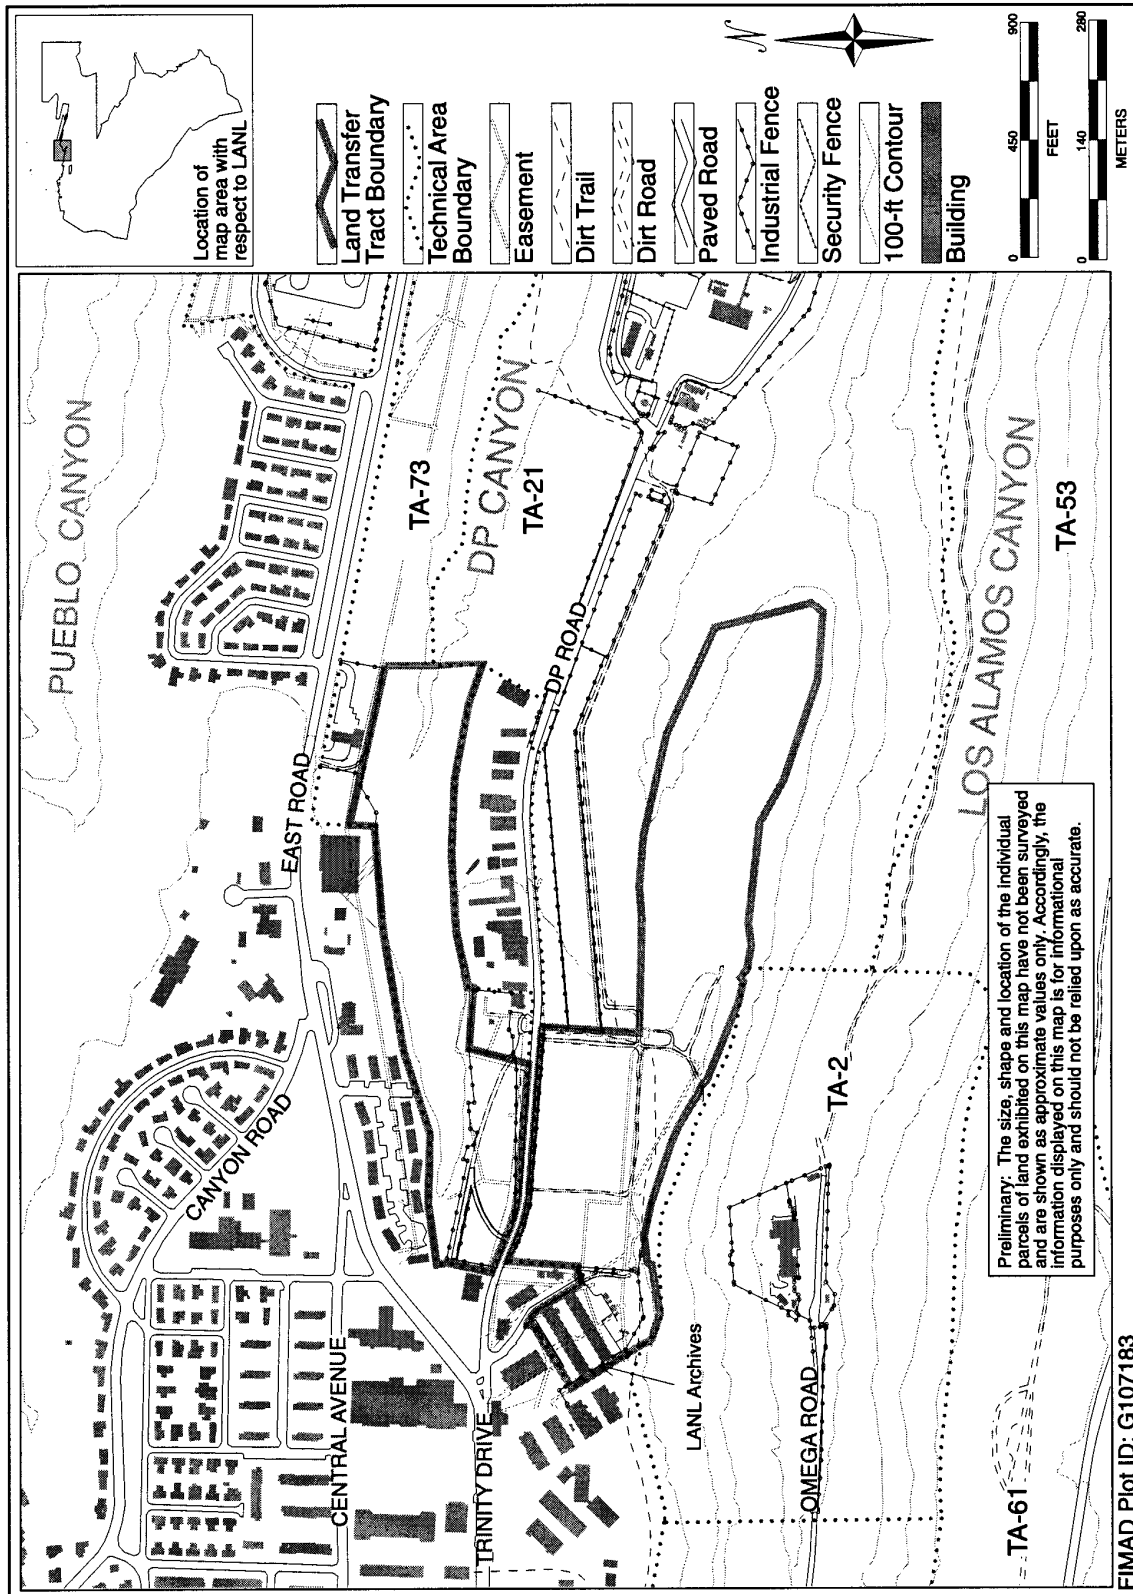 PUEBLO CANYON
EAST ROAD
CANYON ROAD
CENTRAL AVENUE
TRINITY DRIVE
TA-73
DP CANYON
TA-21
DP ROAD
LANL Archives
OMEGA ROAD
TA-2
LOS ALAMOS CANYON
TA-53
TA-61
Preliminary: The size, shape and location of the individual
parcels of land exhibited on this map have not been surveyed
and are shown as approximate values only. Accordingly, the
information displayed on this map is for informational
purposes only and should not be relied upon as accurate.
FIMAD Plot ID: G107183
Location of
map area with
respect to LANL
Land Transfer
Tract Boundary
Technical Area
Boundary
Easement
Dirt Trail
Dirt Road
Paved Road
Industrial Fence
Security Fence
100-ft Contour
Building
N
0
450
900
FEET
0
140
280
METERS